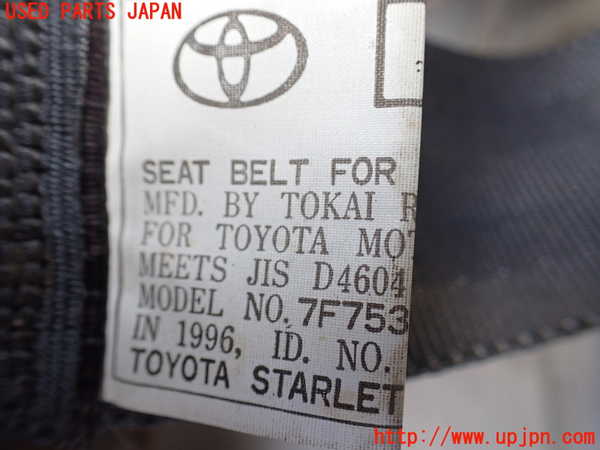 USED PARTS JAPAN
SEAT BELT FOR
MFD. BY TOKAI
FOR TOYOTA
MEETS JIS D4604
MODEL NO. 7F753
IN 1996, ID. NO.
TOYOTA STARLET
http://www.upjpn.com